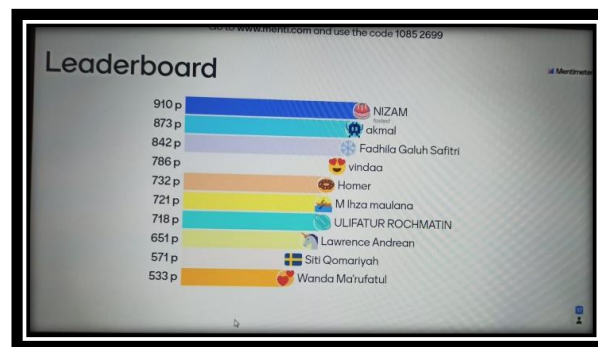 Go to www.menti.com and use the code 1085 2699
Leaderboard
Mentimeter
910 p NIZAM
fastest
873 p akmal
842 p Fadhila Galuh Safitri
786 p vindaa
732 p Homer
721 p M Ihza maulana
718 p ULIFATUR ROCHMATIN
651 p Lawrence Andrean
571 p Siti Qomariyah
533 p Wanda Ma'rufatul